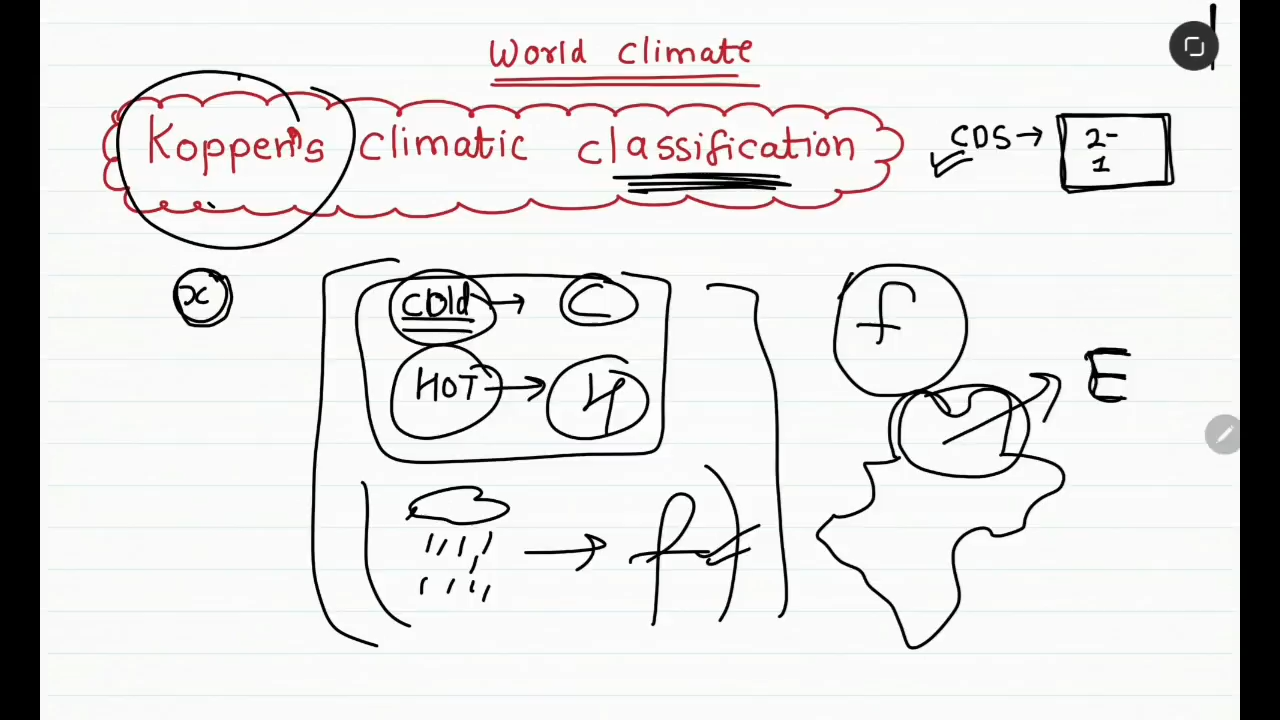 World Climate
Koppen's climatic classification
CDS → 2-
1
x
cold → C
HOT → H
f
E
f